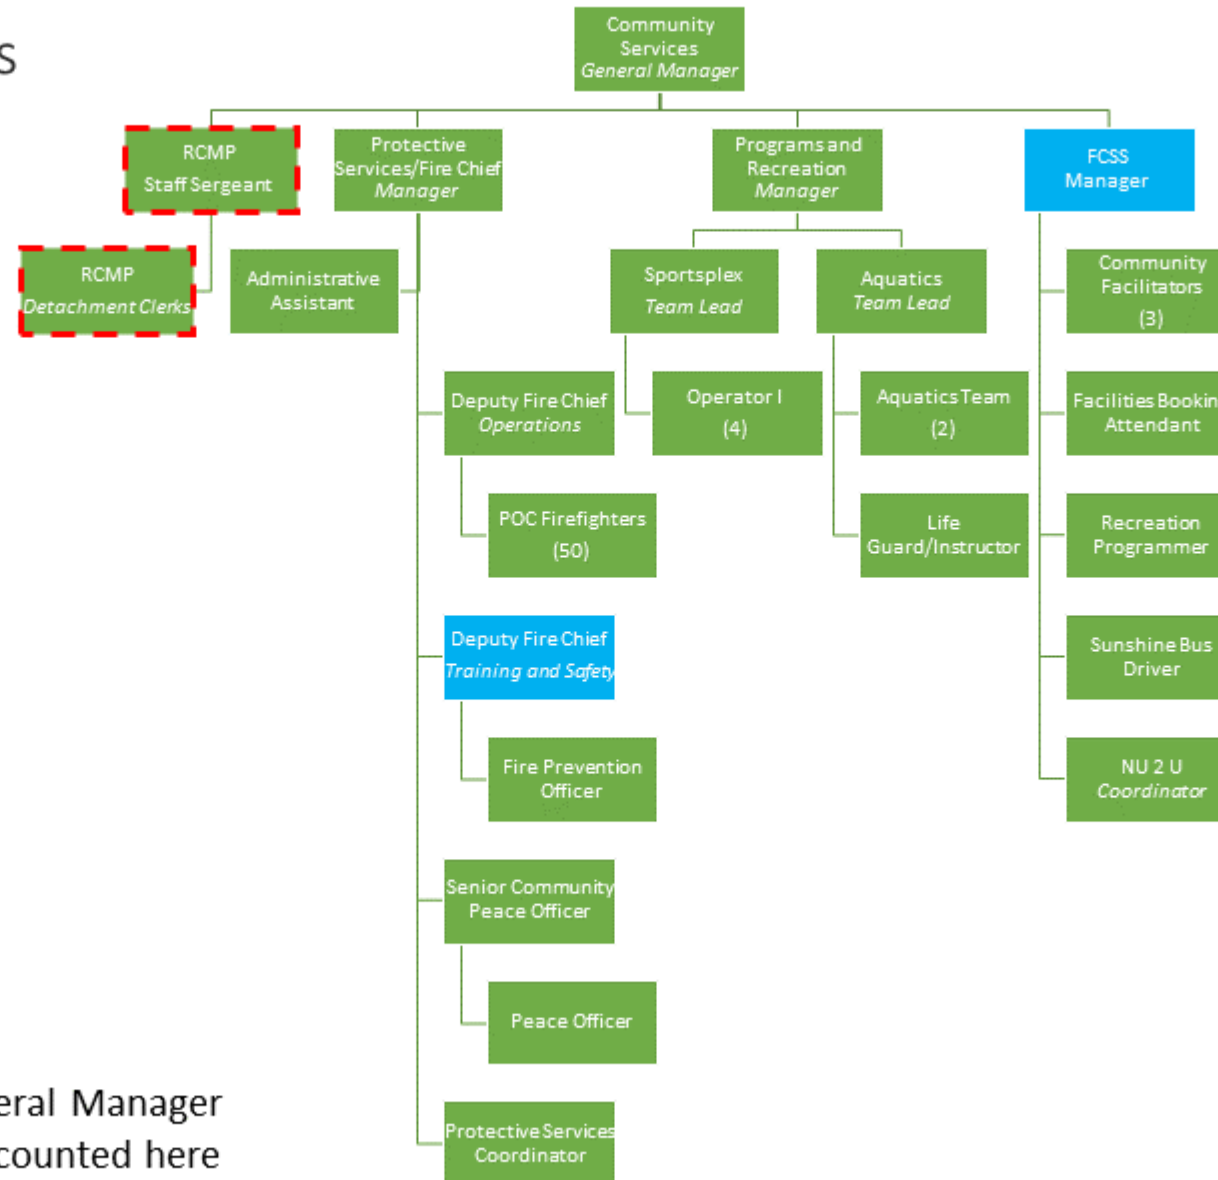 S
Community
Services
General Manager
RCMP
Staff Sergeant
Protective
Services/Fire Chief
Manager
Programs and
Recreation
Manager
FCSS
Manager
RCMP
Detachment Clerks
Administrative
Assistant
Sportsplex
Team Lead
Aquatics
Team Lead
Community
Facilitators
(3)
Deputy Fire Chief
Operations
Operator I
(4)
Aquatics Team
(2)
Facilities Bookin
Attendant
POC Firefighters
(50)
Life
Guard/Instructor
Recreation
Programmer
Deputy Fire Chief
Training and Safety
Sunshine Bus
Driver
Fire Prevention
Officer
NU 2 U
Coordinator
Senior Community
Peace Officer
Peace Officer
Protective Services
Coordinator
eral Manager
counted here